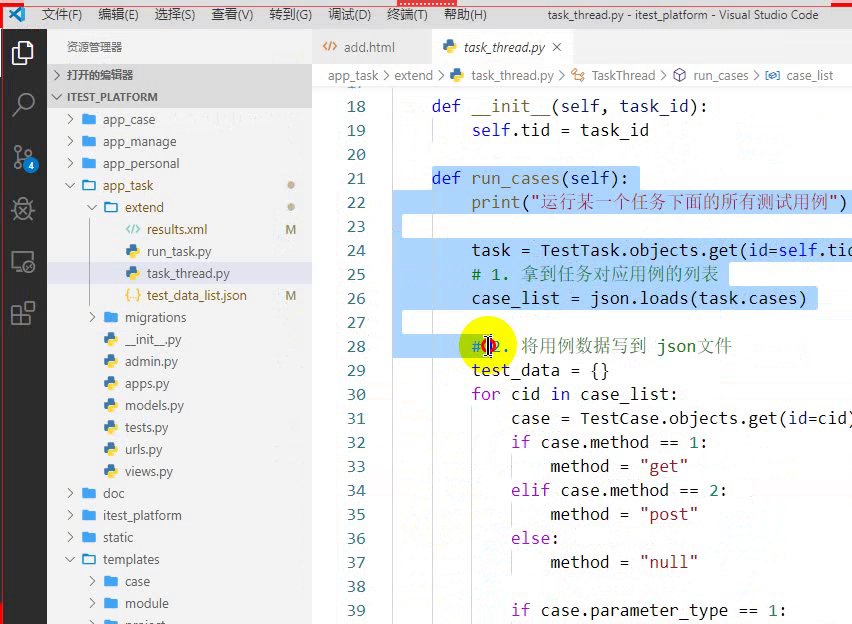 文件(F) 编辑(E) 选择(S) 查看(V) 转到(G) 调试(D) 终端(T) 帮助(H) task_thread.py - itest_platform - Visual Studio Code
资源管理器
打开的编辑器
ITEST_PLATFORM
app_case
app_manage
app_personal
app_task
extend
results.xml M
run_task.py
task_thread.py
test_data_list.json M
migrations
__init__.py
admin.py
apps.py
models.py
tests.py
urls.py
views.py
doc
itest_platform
static
templates
case
module
4
add.html task_thread.py
app_task > extend > task_thread.py > TaskThread > run_cases > case_list
18 def __init__(self, task_id):
19 self.tid = task_id
20
21 def run_cases(self):
22 print("运行某一个任务下面的所有测试用例")
23
24 task = TestTask.objects.get(id=self.tid
25 # 1. 拿到任务对应用例的列表
26 case_list = json.loads(task.cases)
27
28 # 2. 将用例数据写到 json文件
29 test_data = {}
30 for cid in case_list:
31 case = TestCase.objects.get(id=cid)
32 if case.method == 1:
33 method = "get"
34 elif case.method == 2:
35 method = "post"
36 else:
37 method = "null"
38
39 if case.parameter_type == 1: